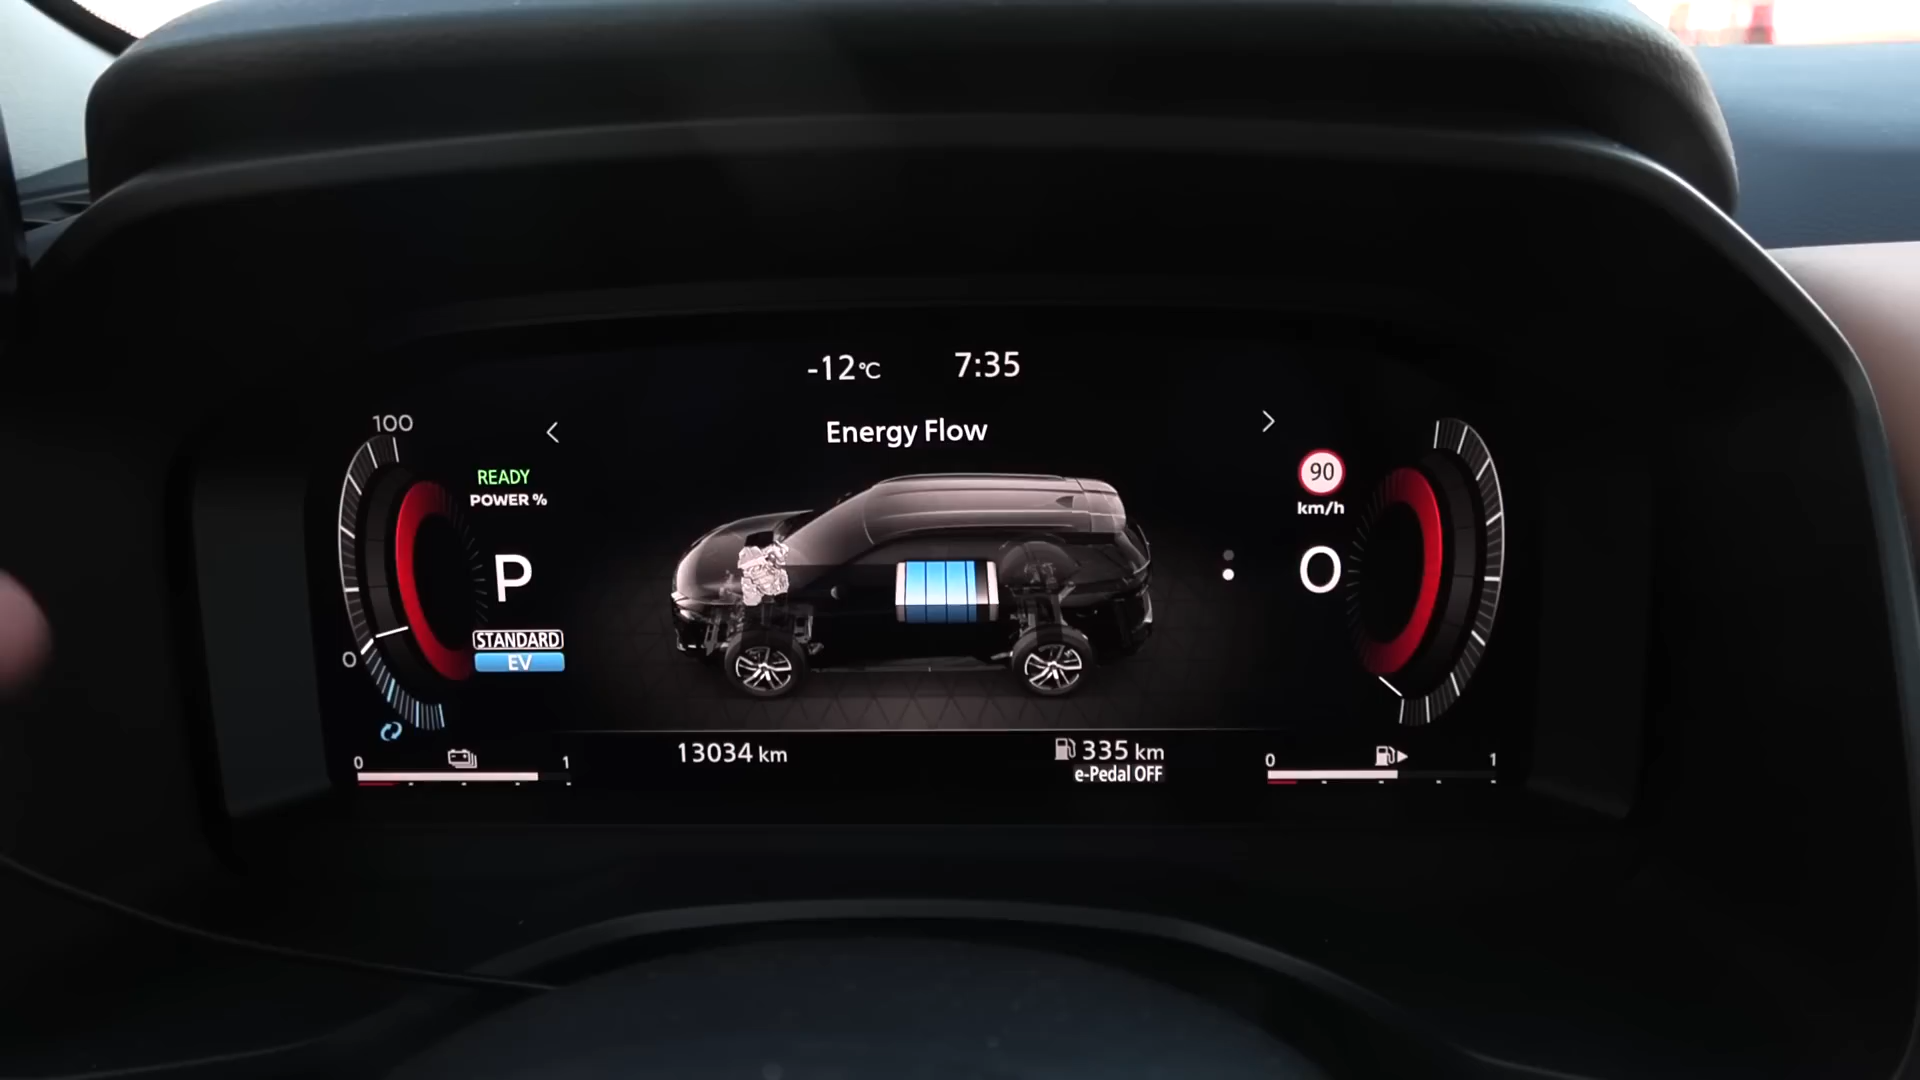 -12°C 7:35
Energy Flow
100
READY
POWER %
90
km/h
P
0
STANDARD
EV
0
0 1
13034 km
335 km
e-Pedal OFF
0 1